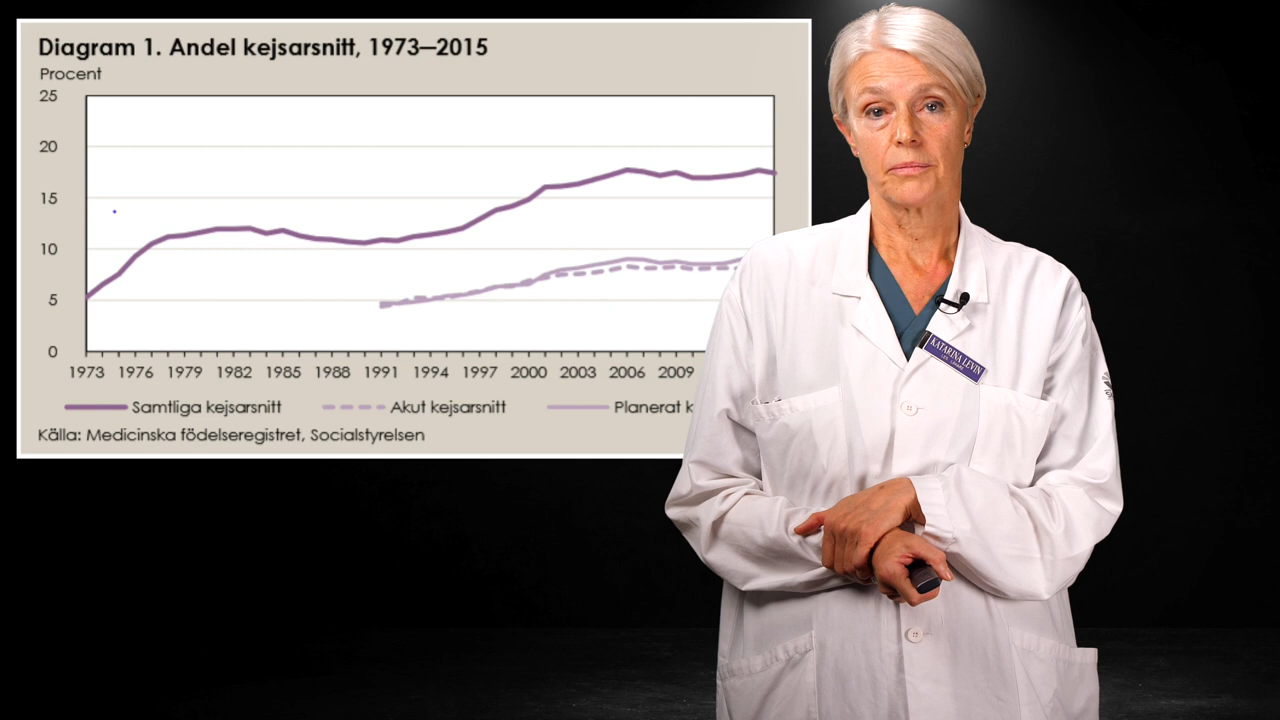 Diagram 1. Andel kejsarsnitt, 1973—2015
Procent
25
20
15
10
5
0
1973 1976 1979 1982 1985 1988 1991 1994 1997 2000 2003 2006 2009
Samtliga kejsarsnitt Akut kejsarsnitt Planerat k
Källa: Medicinska födelseregistret, Socialstyrelsen
KATARINA LEVIN